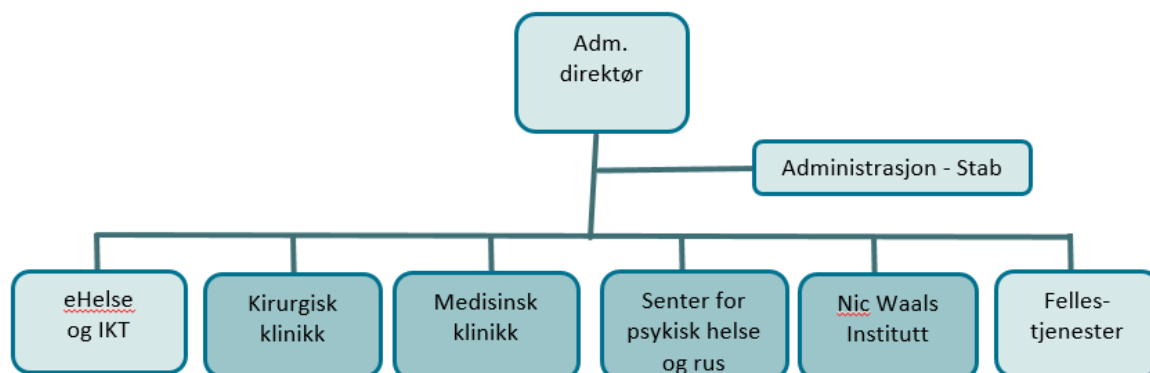 Adm.
direktør
Administrasjon - Stab
eHelse
og IKT
Kirurgisk
klinikk
Medisinsk
klinikk
Senter for
psykisk helse
og rus
Nic Waals
Institutt
Felles-
tjenester